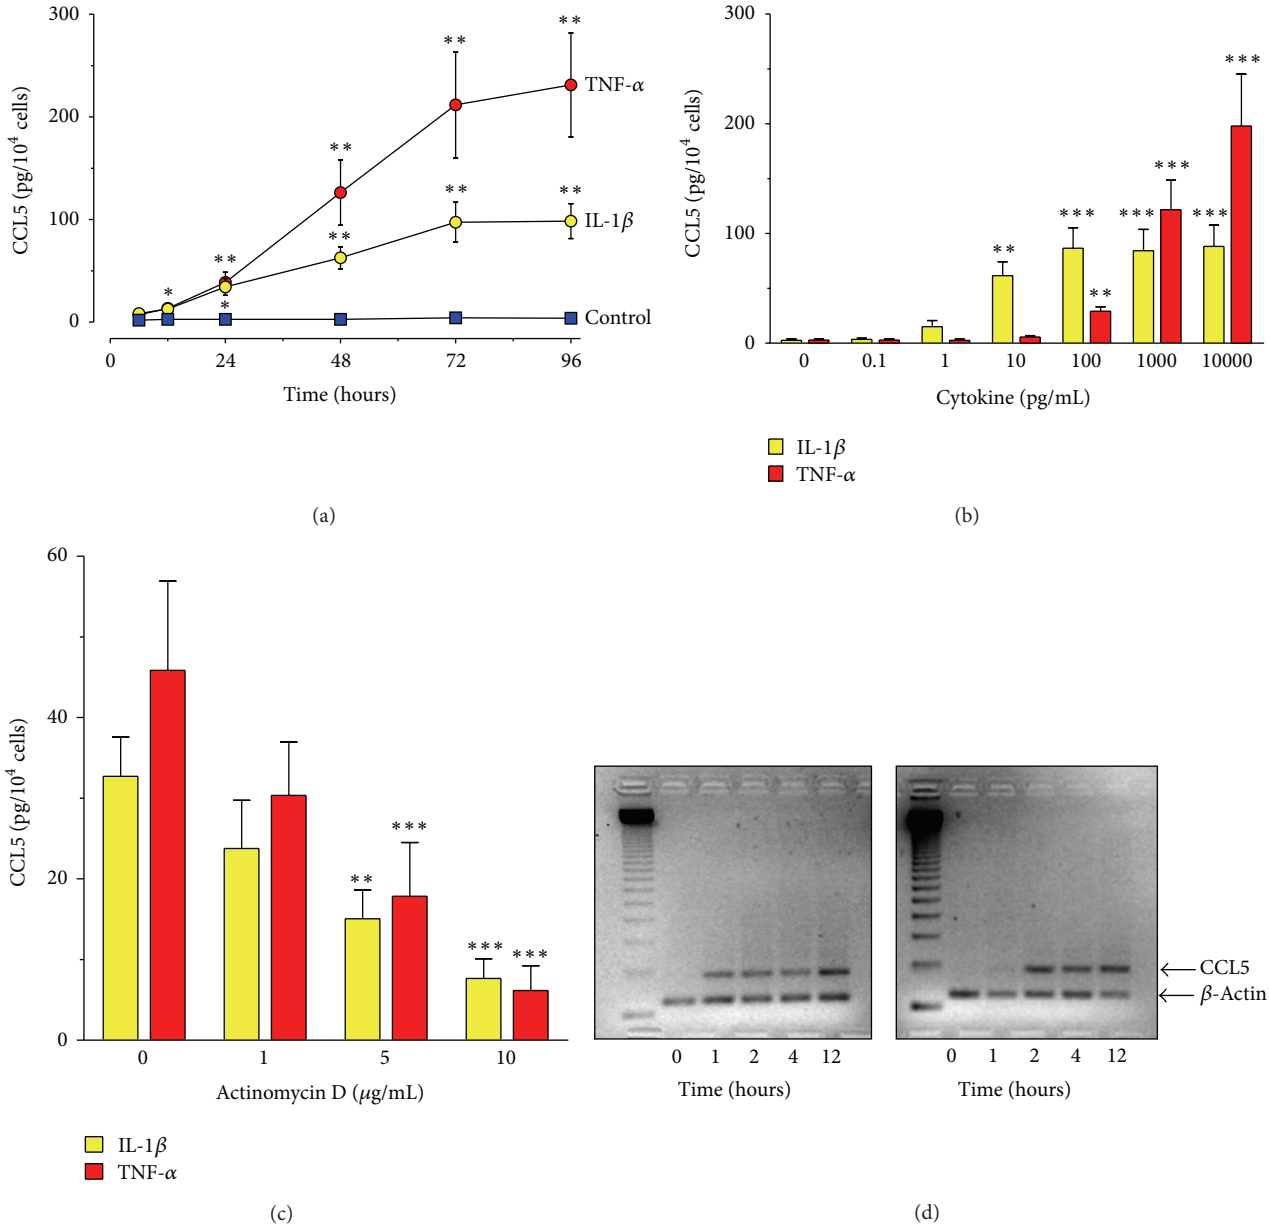 300
200
100
0
CCL5 (pg/10⁴ cells)
**
**
**
**
**
**
**
*
*
TNF-α
IL-1β
Control
0 24 48 72 96
Time (hours)
(a)
300
200
100
0
CCL5 (pg/10⁴ cells)
**
***
**
***
***
***
***
0 0.1 1 10 100 1000 10000
Cytokine (pg/mL)
IL-1β
TNF-α
(b)
60
40
20
0
CCL5 (pg/10⁴ cells)
**
***
***
***
0 1 5 10
Actinomycin D (μg/mL)
IL-1β
TNF-α
(c)
CCL5
β-Actin
0 1 2 4 12
Time (hours)
0 1 2 4 12
Time (hours)
(d)